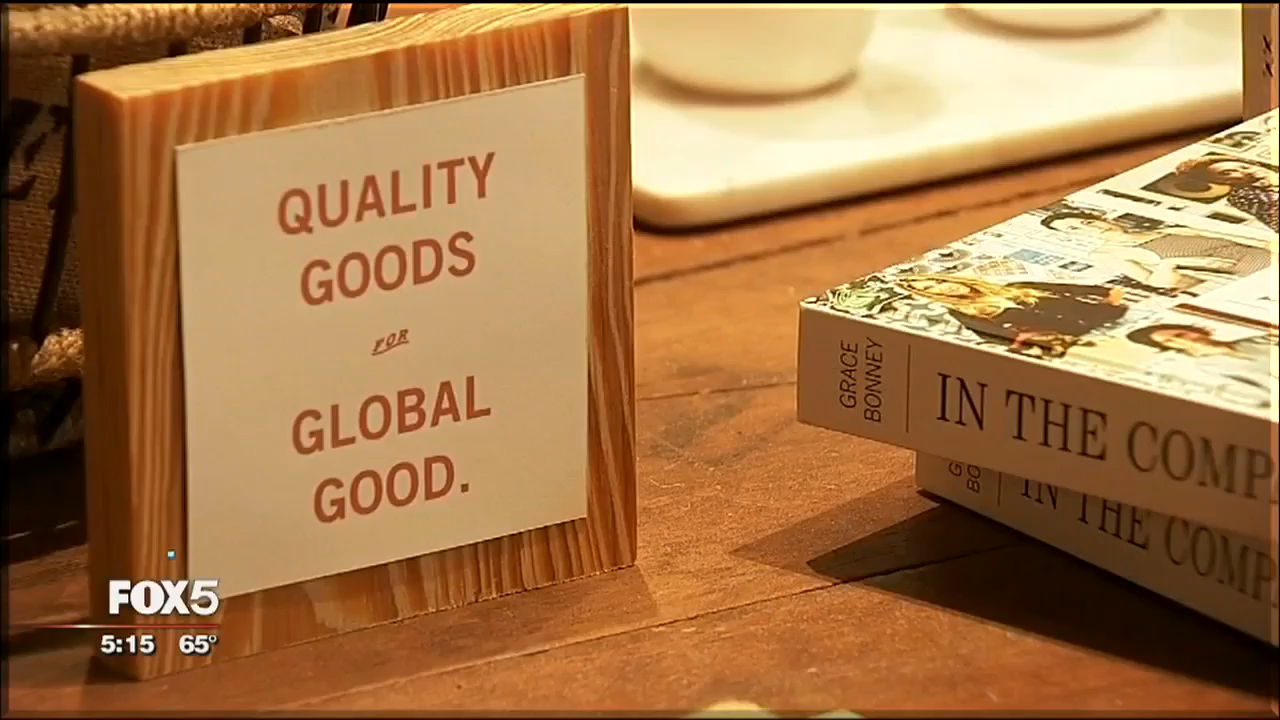 QUALITY
GOODS
FOR
GLOBAL
GOOD.
GRACE
BONNEY
IN THE COMP
IN THE COMP
FOX5
5:15 65°